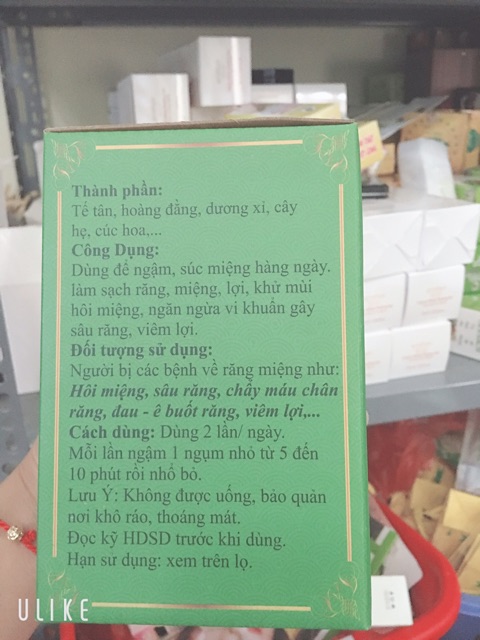 Thành phần:
Tế tân, hoàng đằng, dương xỉ, cây
hẹ, cúc hoa,...
Công Dụng:
Dùng để ngậm, súc miệng hàng ngày.
làm sạch răng, miệng, lợi, khử mùi
hôi miệng, ngăn ngừa vi khuẩn gây
sâu răng, viêm lợi.
Đối tượng sử dụng:
Người bị các bệnh về răng miệng như:
Hôi miệng, sâu răng, chảy máu chân
răng, đau - ê buốt răng, viêm lợi,...
Cách dùng: Dùng 2 lần/ ngày.
Mỗi lần ngậm 1 ngụm nhỏ từ 5 đến
10 phút rồi nhổ bỏ.
Lưu Ý: Không được uống, bảo quản
nơi khô ráo, thoáng mát.
Đọc kỹ HDSD trước khi dùng.
Hạn sử dụng: xem trên lọ.
ULIKE